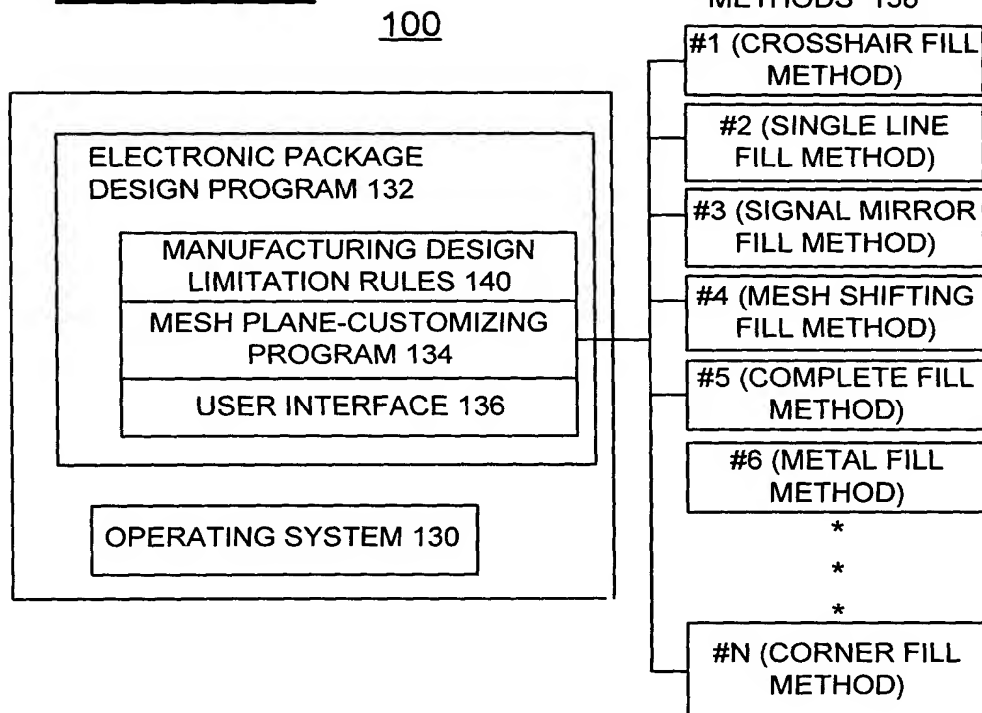 100
ELECTRONIC PACKAGE
DESIGN PROGRAM 132
MANUFACTURING DESIGN
LIMITATION RULES 140
MESH PLANE-CUSTOMIZING
PROGRAM 134
USER INTERFACE 136
OPERATING SYSTEM 130
METHODS 138
#1 (CROSSHAIR FILL
METHOD)
#2 (SINGLE LINE
FILL METHOD)
#3 (SIGNAL MIRROR
FILL METHOD)
#4 (MESH SHIFTING
FILL METHOD)
#5 (COMPLETE FILL
METHOD)
#6 (METAL FILL
METHOD)
*
*
*
#N (CORNER FILL
METHOD)